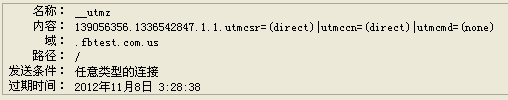 名称： __utmz
内容： 139056356.1336542847.1.1.utmcsr=(direct)|utmccn=(direct)|utmcmd=(none)
域： .fbtest.com.us
路径： /
发送条件： 任意类型的连接
过期时间： 2012年11月8日 3:28:38